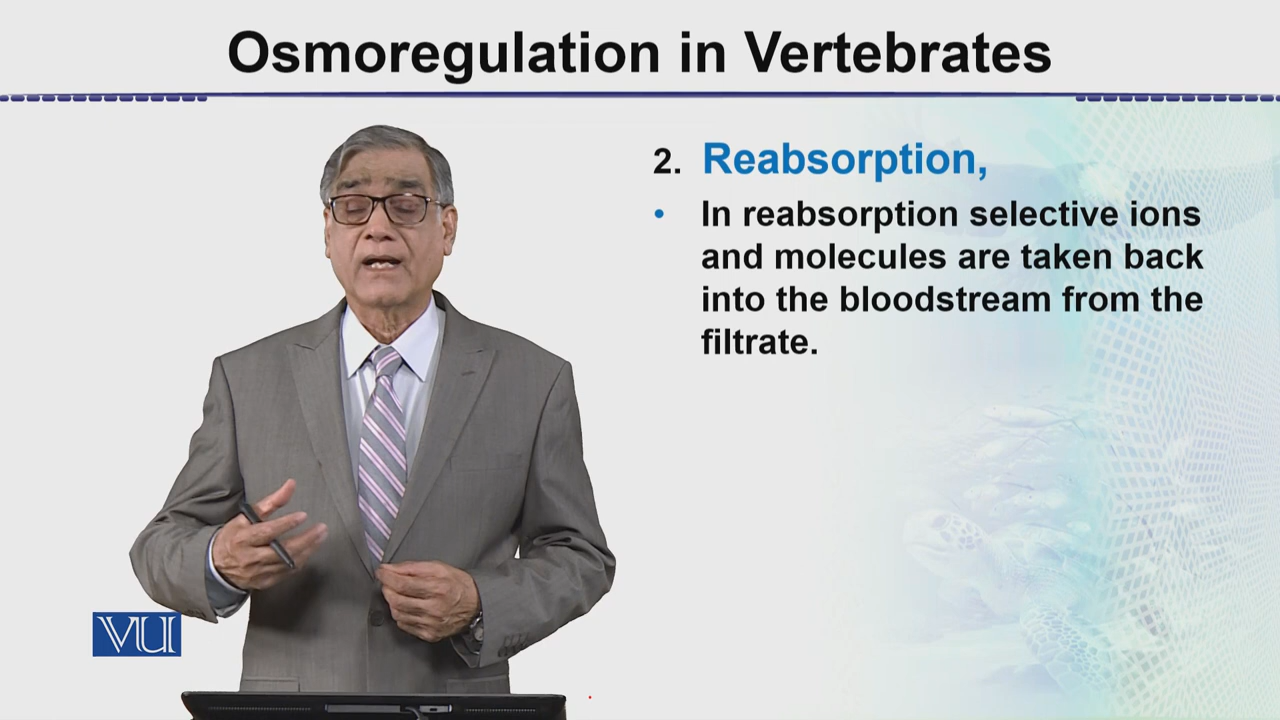 Osmoregulation in Vertebrates
2. Reabsorption,
• In reabsorption selective ions
and molecules are taken back
into the bloodstream from the
filtrate.
VU